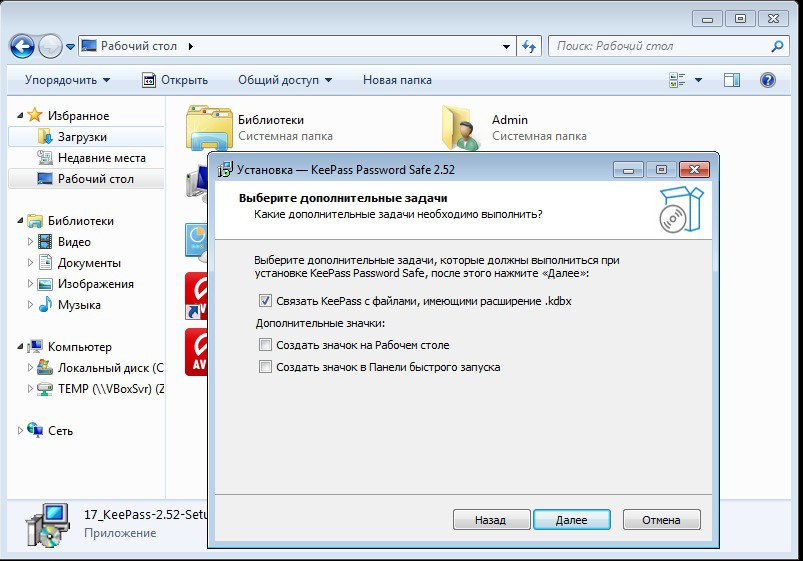 Рабочий стол
Поиск: Рабочий стол
Упорядочить
Открыть
Общий доступ
Новая папка
Избранное
Загрузки
Недавние места
Рабочий стол
Библиотеки
Видео
Документы
Изображения
Музыка
Компьютер
Локальный диск (C
TEMP (\\VBoxSvr) (Z
Сеть
Библиотеки
Системная папка
Admin
Системная папка
Установка — KeePass Password Safe 2.52
Выберите дополнительные задачи
Какие дополнительные задачи необходимо выполнить?
Выберите дополнительные задачи, которые должны выполниться при
установке KeePass Password Safe, после этого нажмите «Далее»:
Связать KeePass с файлами, имеющими расширение .kdbx
Дополнительные значки:
Создать значок на Рабочем столе
Создать значок в Панели быстрого запуска
Назад
Далее
Отмена
17_KeePass-2.52-Setu
Приложение